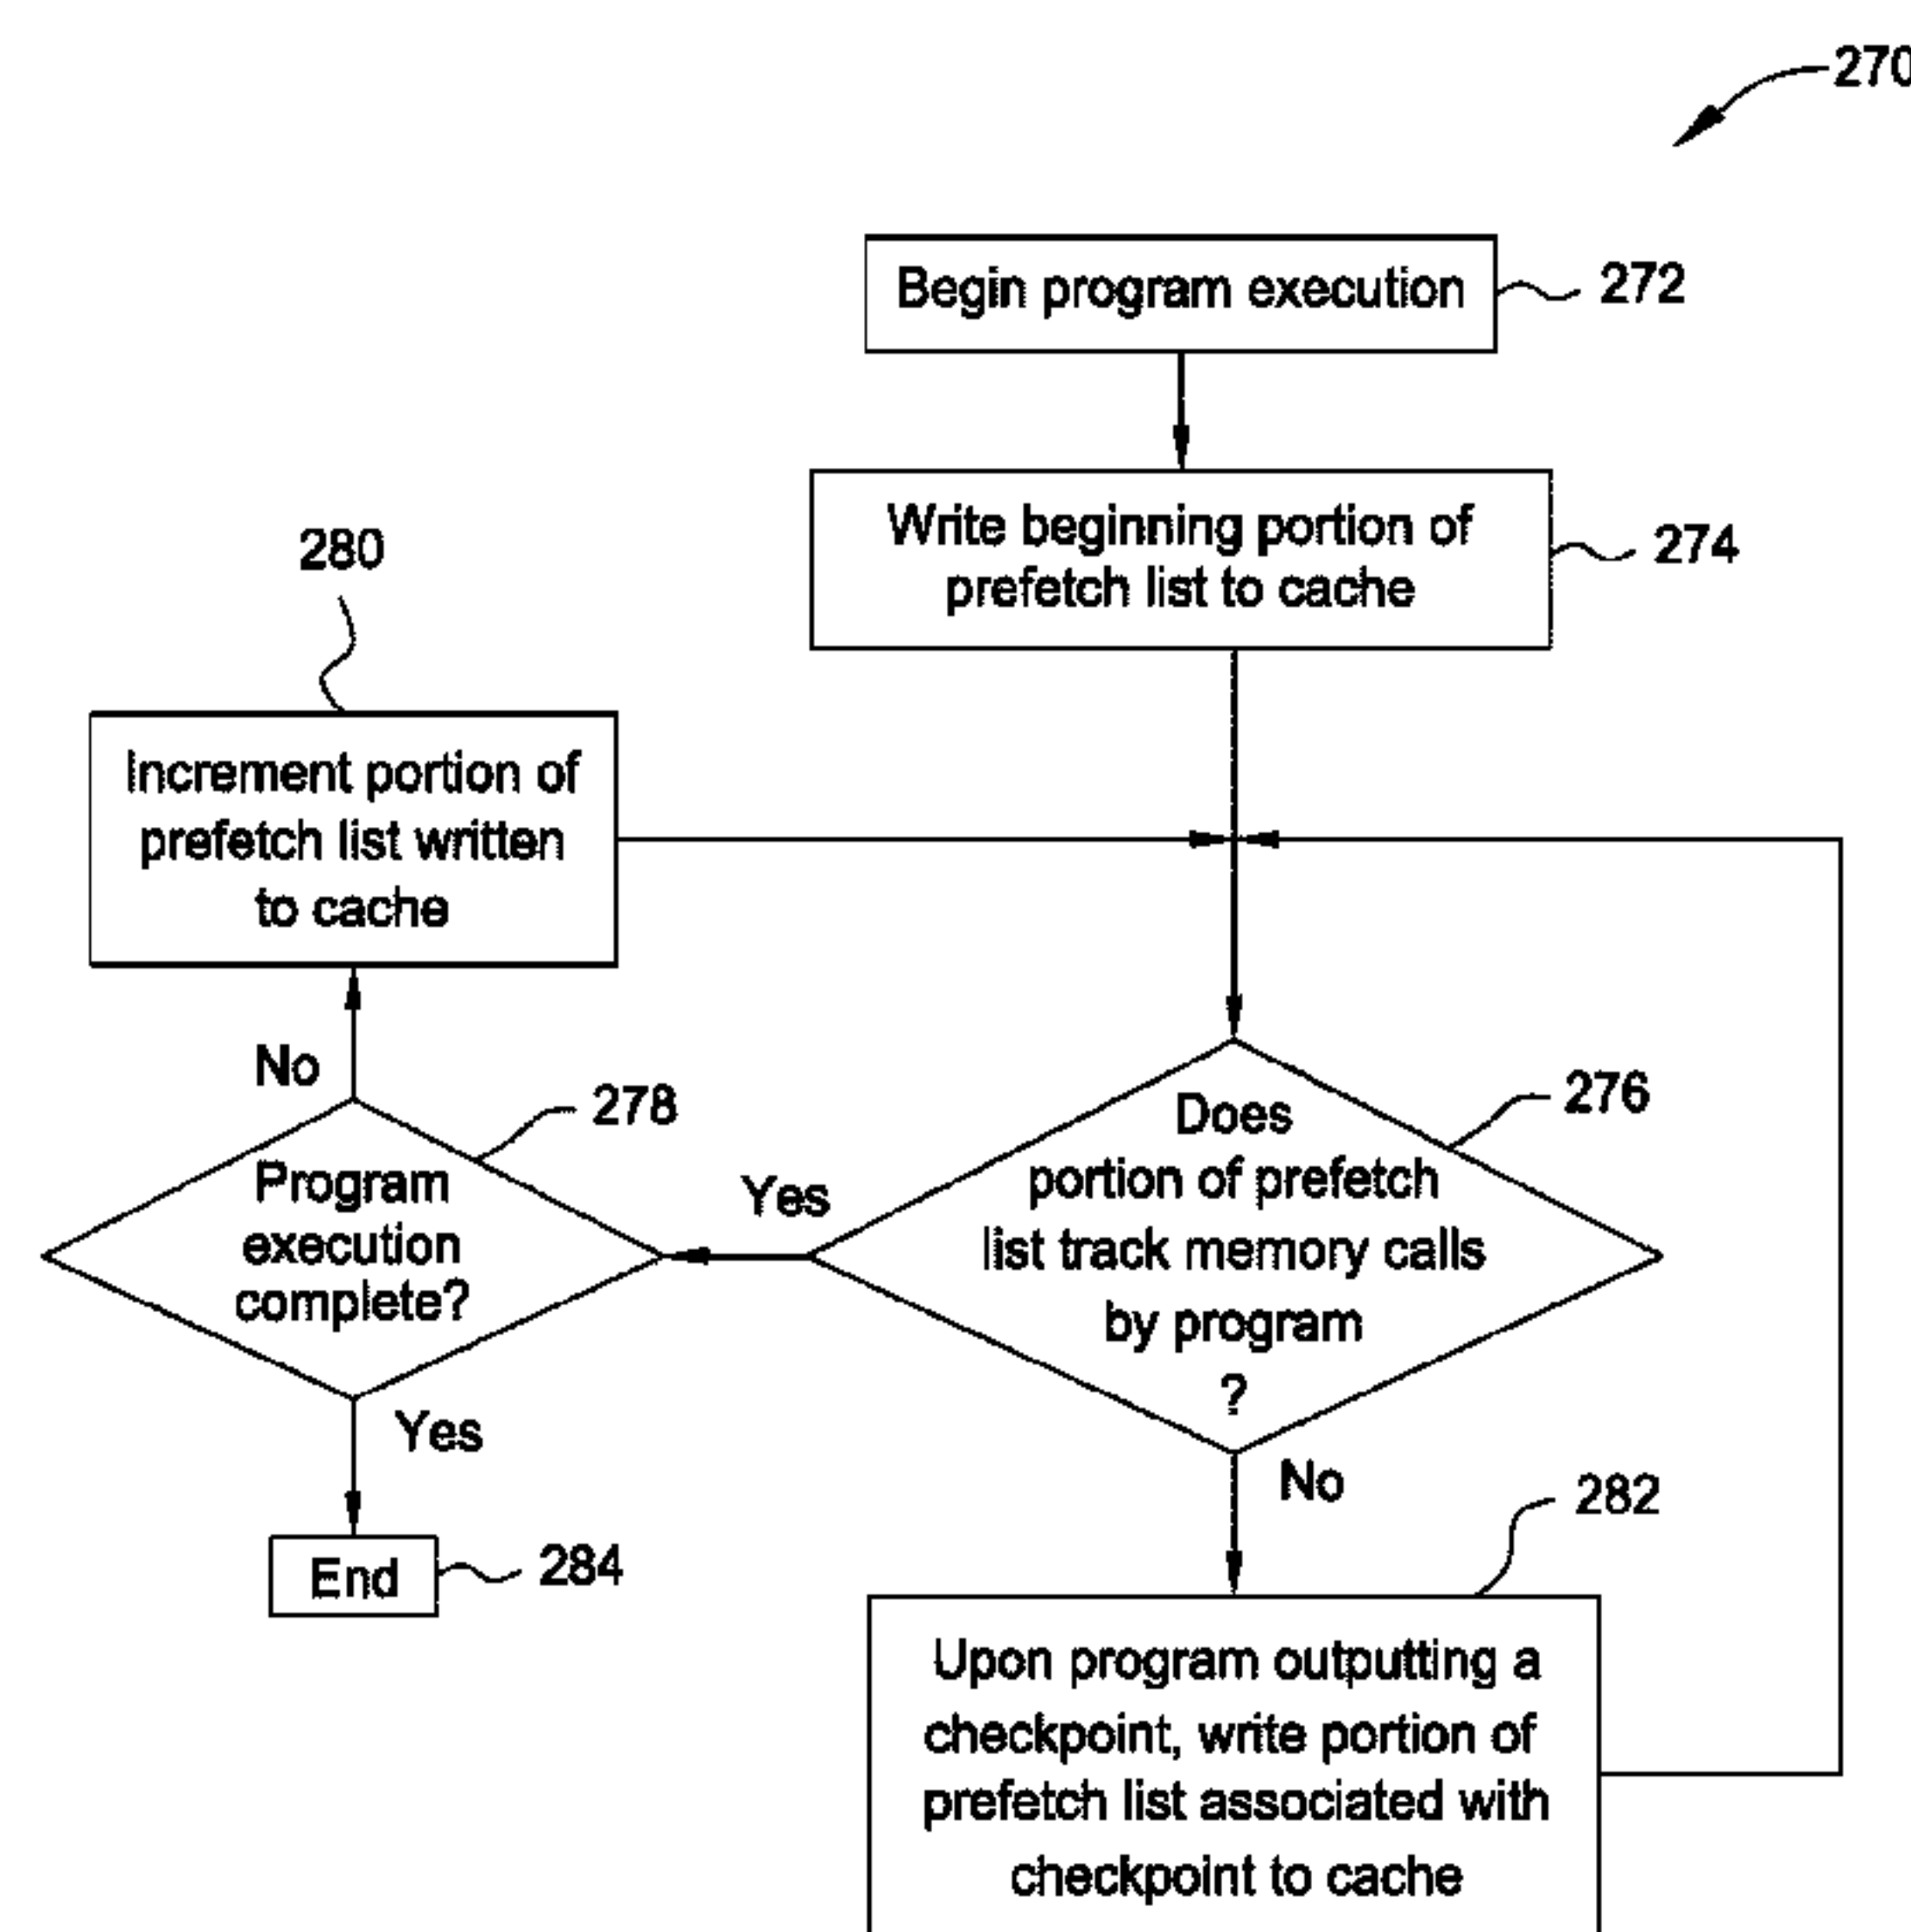 270
Begin program execution
272
Write beginning portion of
prefetch list to cache
274
280
Increment portion of
prefetch list written
to cache
No
278
Program
execution
complete?
Yes
276
Does
portion of prefetch
list track memory calls
by program
?
Yes
No
End
284
282
Upon program outputting a
checkpoint, write portion of
prefetch list associated with
checkpoint to cache